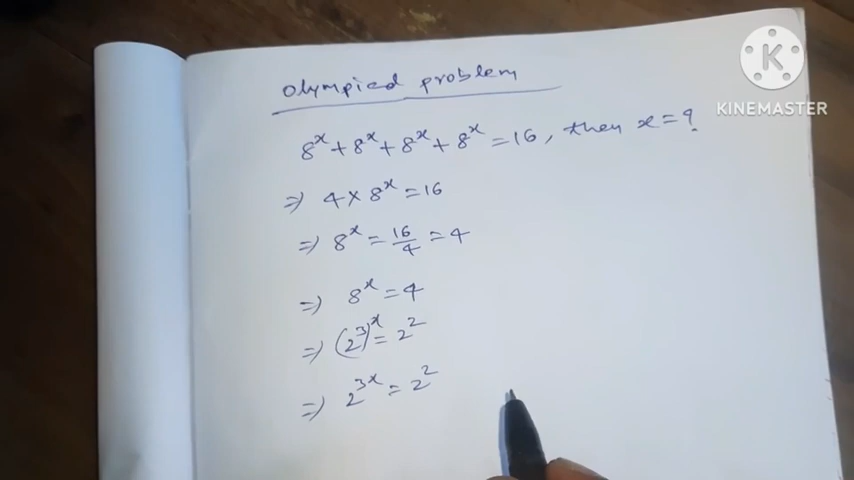 Olympied problem
K
KINEMASTER
8^x + 8^x + 8^x + 8^x = 16, then x = ?
⇒ 4 × 8^x = 16
⇒ 8^x = 16/4 = 4
⇒ 8^x = 4
⇒ (2^3)^x = 2^2
⇒ 2^3x = 2^2